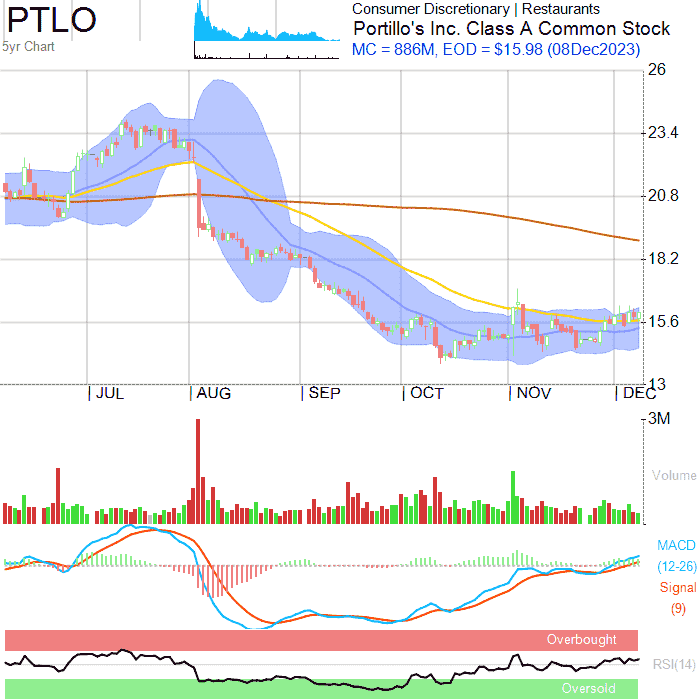 PTLO
5yr Chart
Consumer Discretionary | Restaurants
Portillo's Inc. Class A Common Stock
MC = 886M, EOD = $15.98 (08Dec2023)
26
23.4
20.8
18.2
15.6
13
JUL AUG SEP OCT NOV DEC
3M
Volume
MACD
(12-26)
Signal
(9)
Overbought
RSI(14)
Oversold